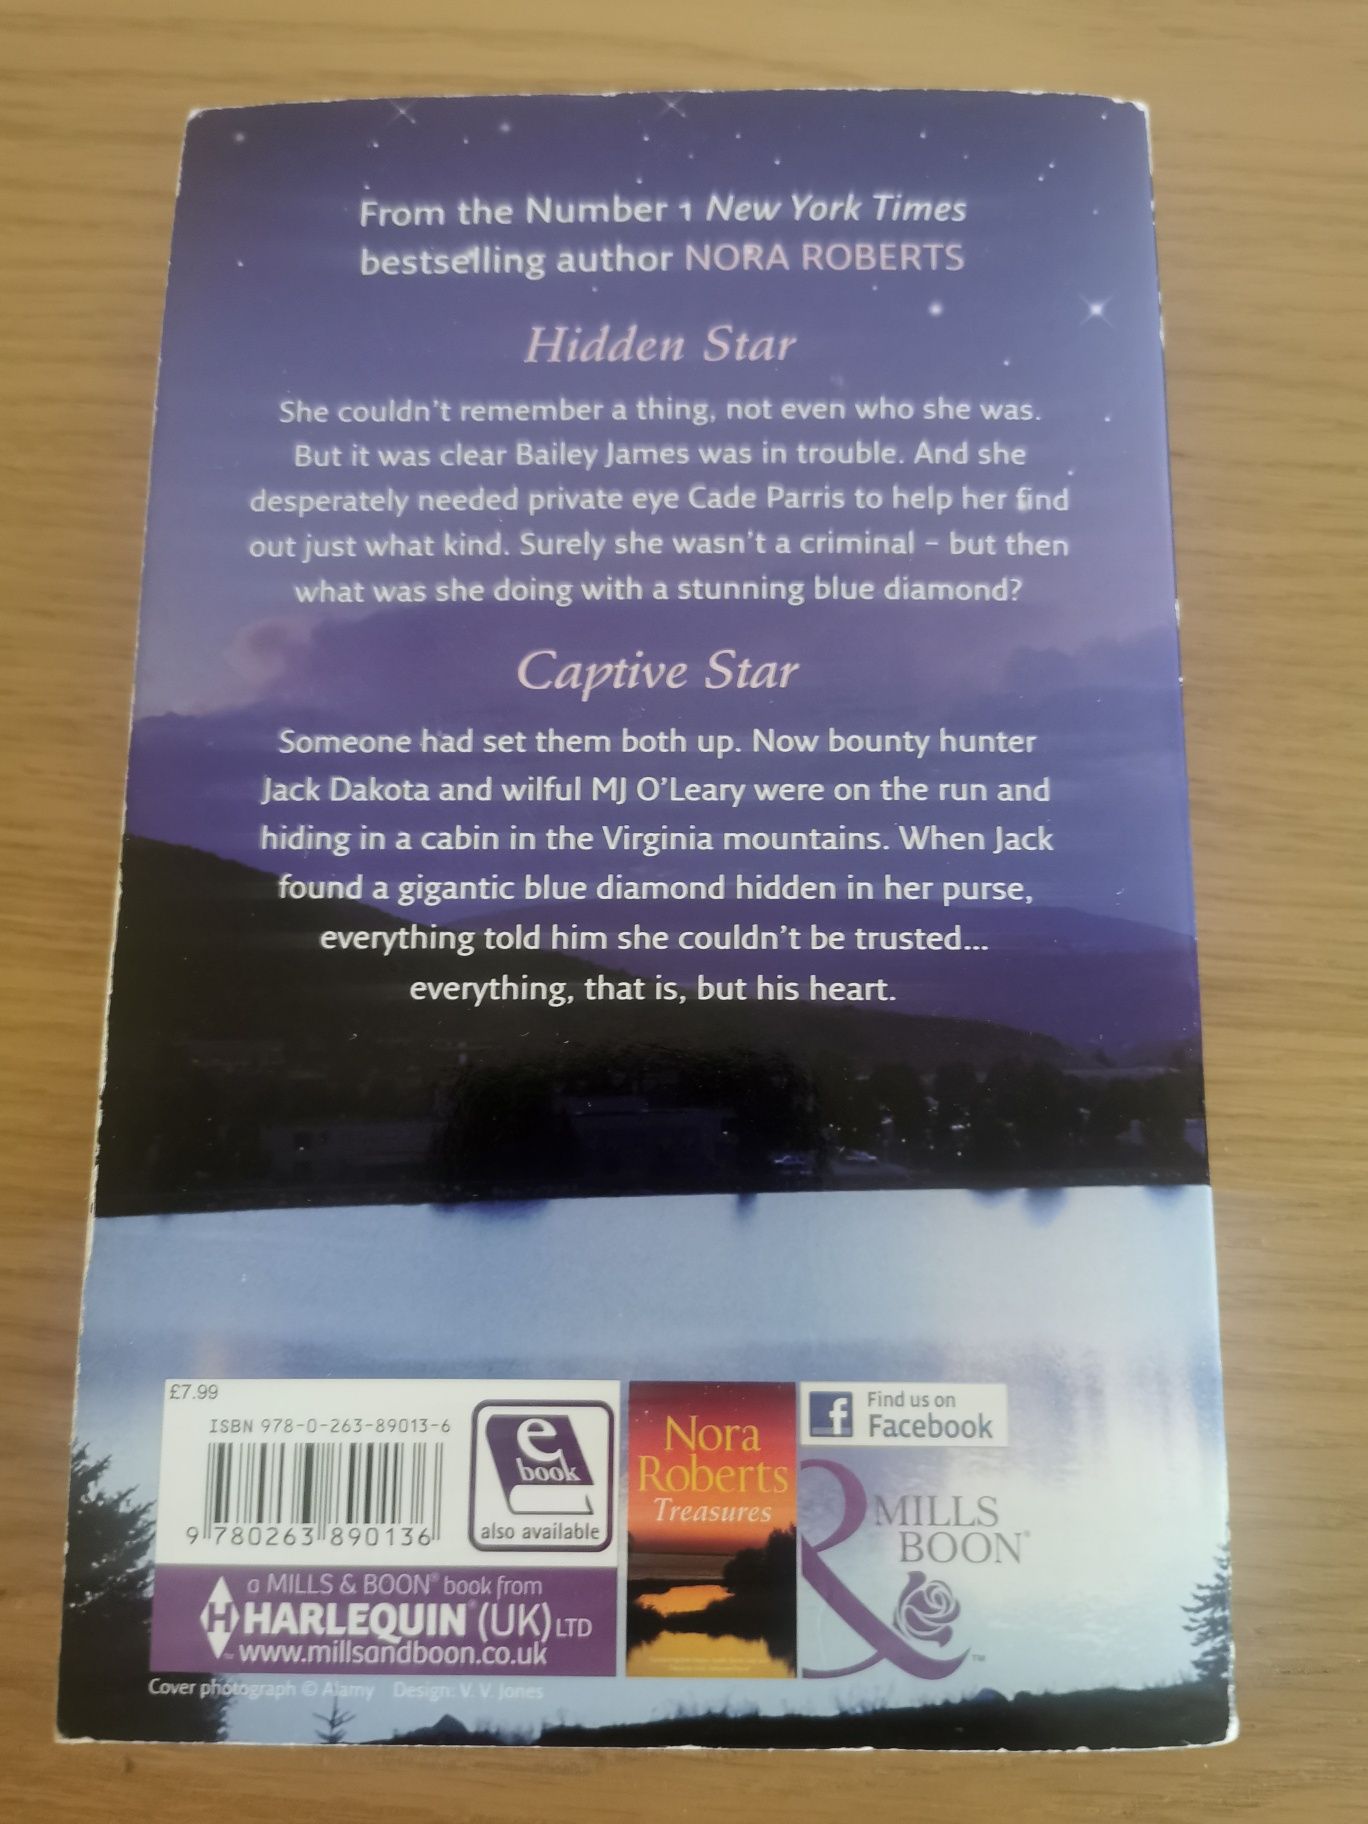 From the Number 1 New York Times
bestselling author NORA ROBERTS
Hidden Star
She couldn't remember a thing, not even who she was.
But it was clear Bailey James was in trouble. And she
desperately needed private eye Cade Parris to help her find
out just what kind. Surely she wasn't a criminal – but then
what was she doing with a stunning blue diamond?
Captive Star
Someone had set them both up. Now bounty hunter
Jack Dakota and wilful MJ O'Leary were on the run and
hiding in a cabin in the Virginia mountains. When Jack
found a gigantic blue diamond hidden in her purse,
everything told him she couldn't be trusted...
everything, that is, but his heart.
£7.99
ISBN 978-0-263-89013-6
9 780263 890136
e
book
also available
a MILLS & BOON® book from
H HARLEQUIN® (UK) LTD
™ www.millsandboon.co.uk
Cover photograph © Alamy Design: V. V. Jones
Nora
Roberts
Treasures
f Find us on
Facebook
MILLS
BOON®
™